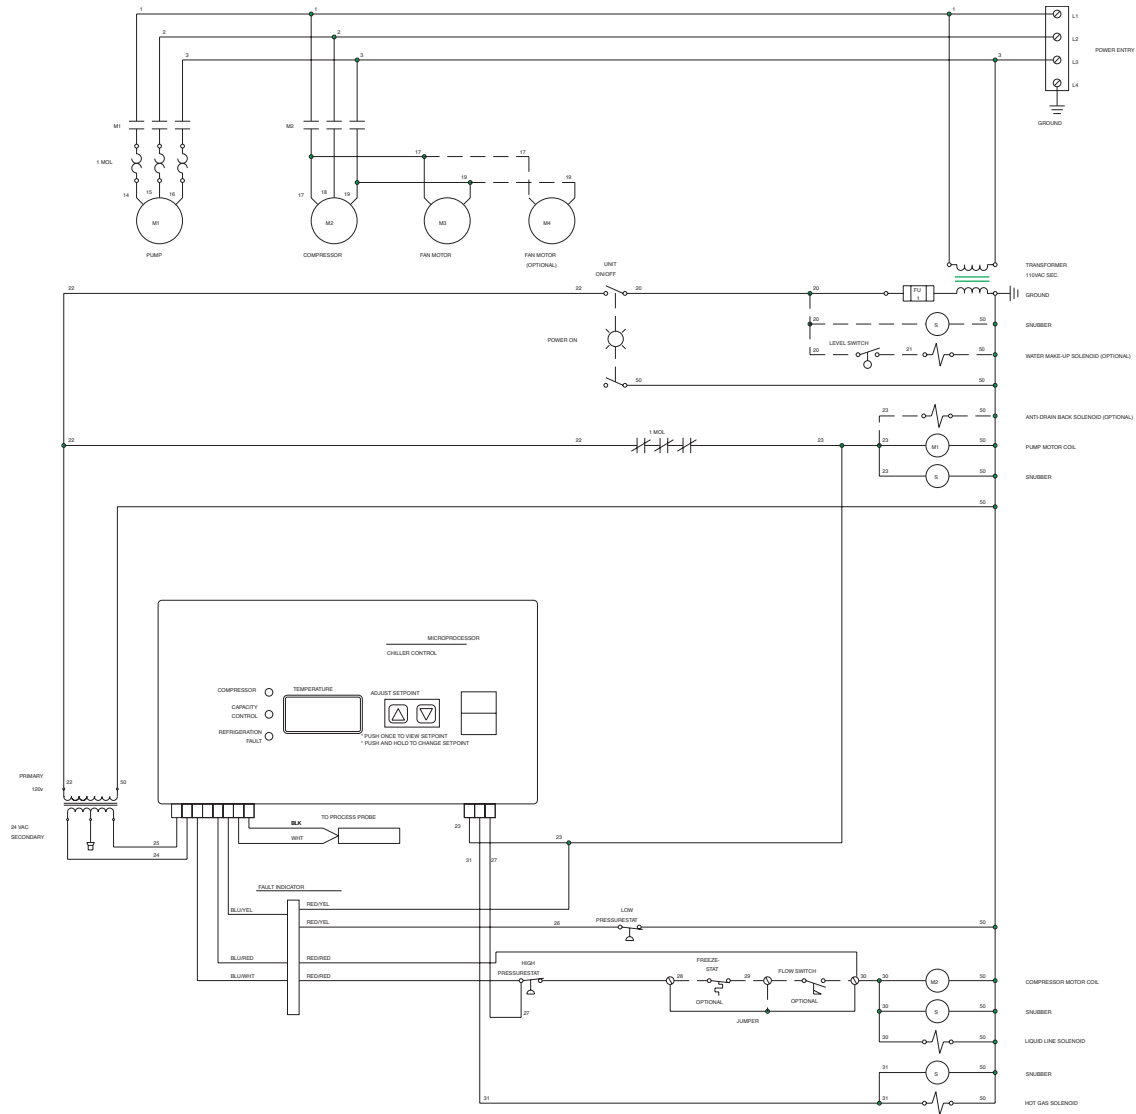 1
1
1
L1
2
2
L2
POWER ENTRY
3
3
3
L3
L4
GROUND
M1
M2
1 MOL
17
17
19
19
14
15
16
17
18
19
M1
M2
M3
M4
PUMP
COMPRESSOR
FAN MOTOR
FAN MOTOR
(OPTIONAL)
UNIT
ON/OFF
TRANSFORMER
110VAC SEC.
22
22
20
20
FU
1
GROUND
20
S
50
SNUBBER
POWER ON
LEVEL SWITCH
20
21
50
WATER MAKE-UP SOLENOID (OPTIONAL)
50
50
23
50
ANTI-DRAIN BACK SOLENOID (OPTIONAL)
1 MOL
22
22
23
23
M1
50
PUMP MOTOR COIL
23
S
50
SNUBBER
50
MICROPROCESSOR
CHILLER CONTROL
COMPRESSOR
TEMPERATURE
ADJUST SETPOINT
CAPACITY
CONTROL
REFRIGERATION
FAULT
* PUSH ONCE TO VIEW SETPOINT
* PUSH AND HOLD TO CHANGE SETPOINT
PRIMARY
120v
22
50
24 VAC
SECONDARY
25
24
BLK
WHT
TO PROCESS PROBE
23
23
31
27
FAULT INDICATOR
BLU/YEL
RED/YEL
RED/YEL
26
LOW
PRESSURESTAT
50
BLU/RED
RED/RED
BLU/WHT
RED/RED
HIGH
PRESSURESTAT
27
28
FREEZE-
STAT
OPTIONAL
29
FLOW SWITCH
OPTIONAL
JUMPER
30
30
M2
50
COMPRESSOR MOTOR COIL
30
S
50
SNUBBER
30
50
LIQUID LINE SOLENOID
31
S
50
SNUBBER
31
31
50
HOT GAS SOLENOID